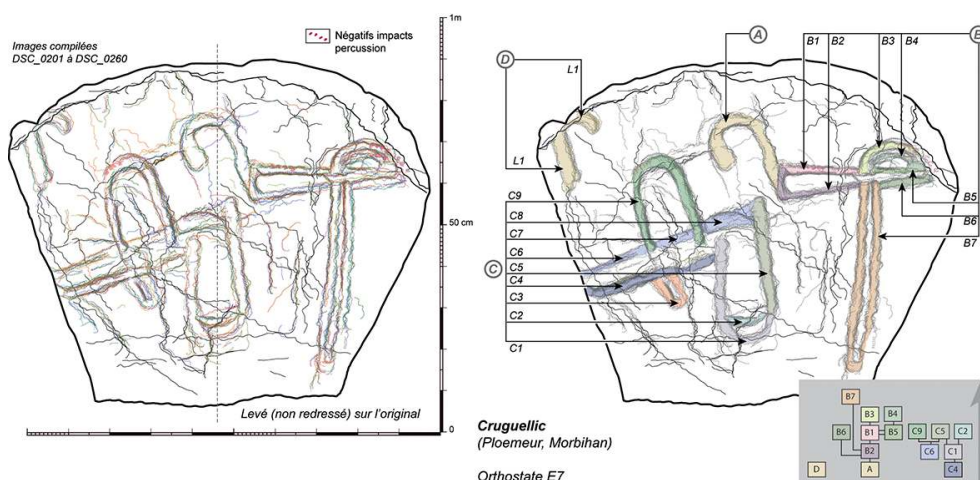 Images compilées
DSC_0201 à DSC_0260
Négatifs impacts
percussion
1m
50 cm
0
Levé (non redressé) sur l'original
A
B
B1
B2
B3
B4
D
L1
L1
C9
C8
C7
C6
C5
C4
C3
C2
C1
C
B5
B6
B7
Cruguellic
(Ploemeur, Morbihan)
Orthostate E7
B7
B3 B4
B6 B1 B5 C9 C5 C2
B2 C6 C1
D A C4